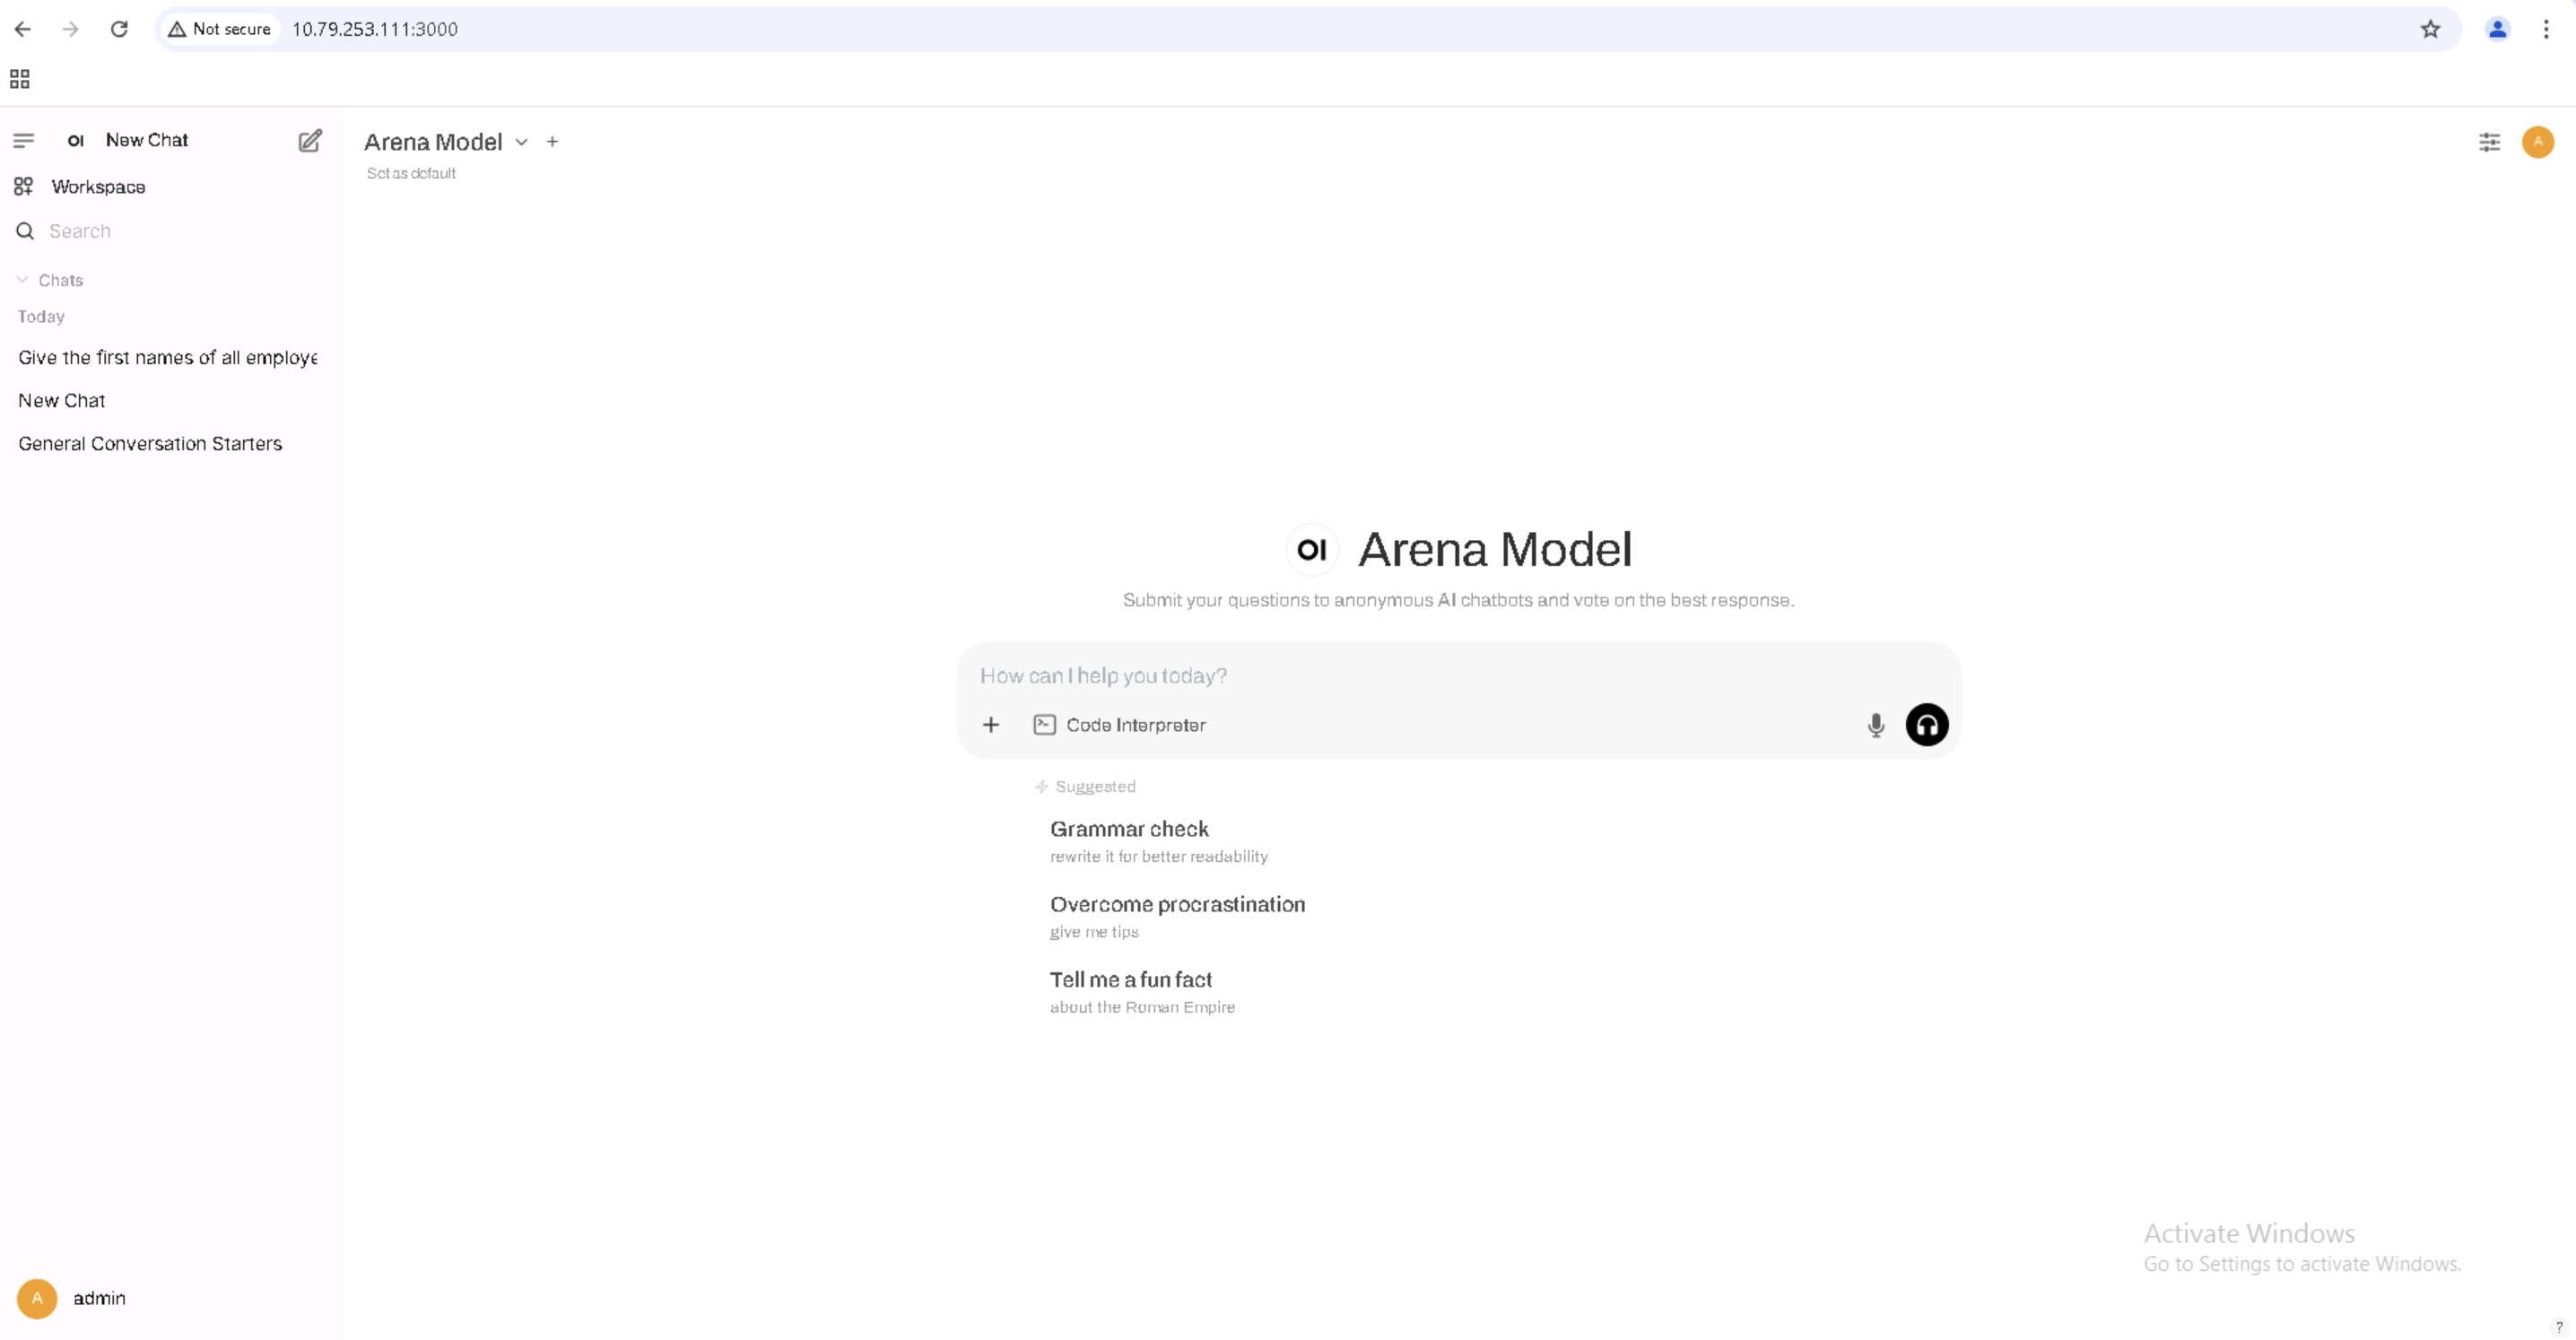 Not secure 10.79.253.111:3000
OI New Chat
Workspace
Search
Chats
Today
Give the first names of all employe
New Chat
General Conversation Starters
A admin
Arena Model
Set as default
A
OI Arena Model
Submit your questions to anonymous AI chatbots and vote on the best response.
How can I help you today?
Code Interpreter
Suggested
Grammar check
rewrite it for better readability
Overcome procrastination
give me tips
Tell me a fun fact
about the Roman Empire
Activate Windows
Go to Settings to activate Windows.
?